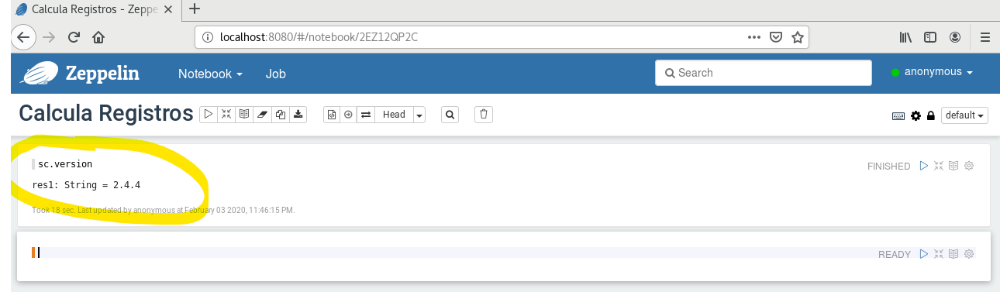 Calcula Registros - Zeppe
localhost:8080/#/notebook/2EZ12QP2C
Zeppelin Notebook Job Search anonymous
Calcula Registros Head default
sc.version FINISHED
res1: String = 2.4.4
Took 18 sec. Last updated by anonymous at February 03 2020, 11:46:15 PM.
READY